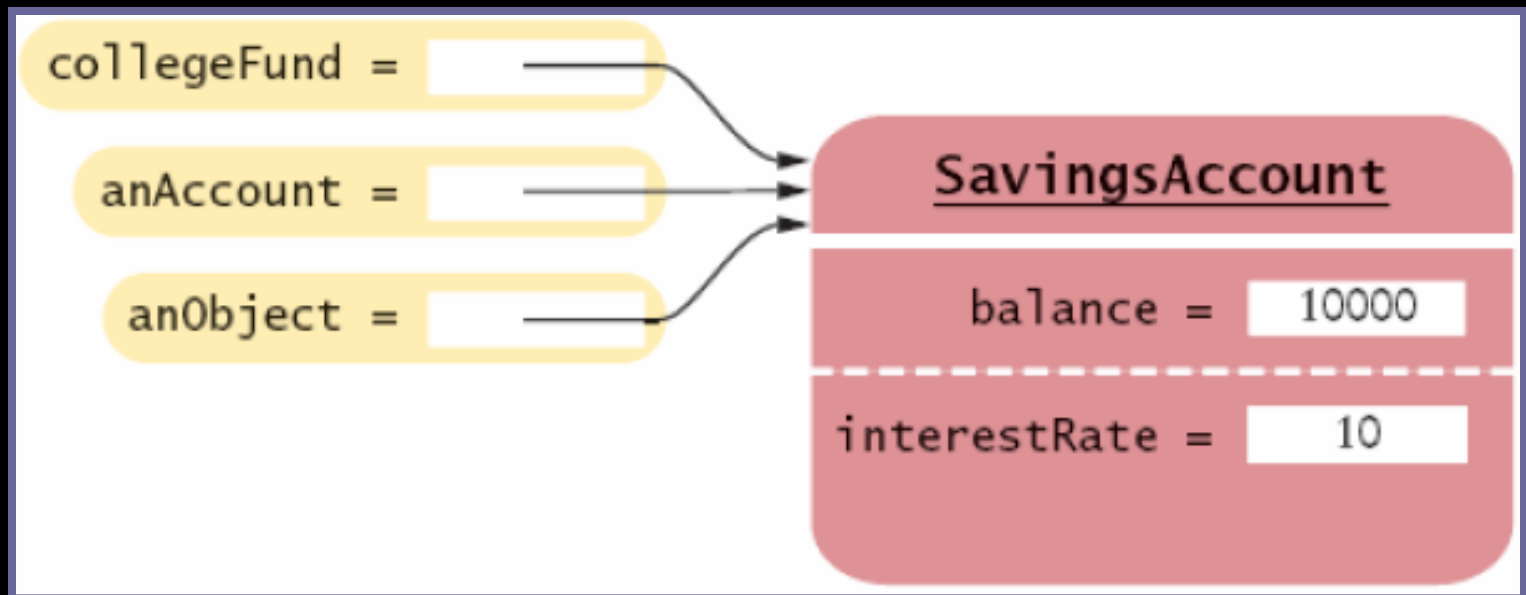 collegeFund =
anAccount =
anObject =
SavingsAccount
balance = 10000
interestRate = 10